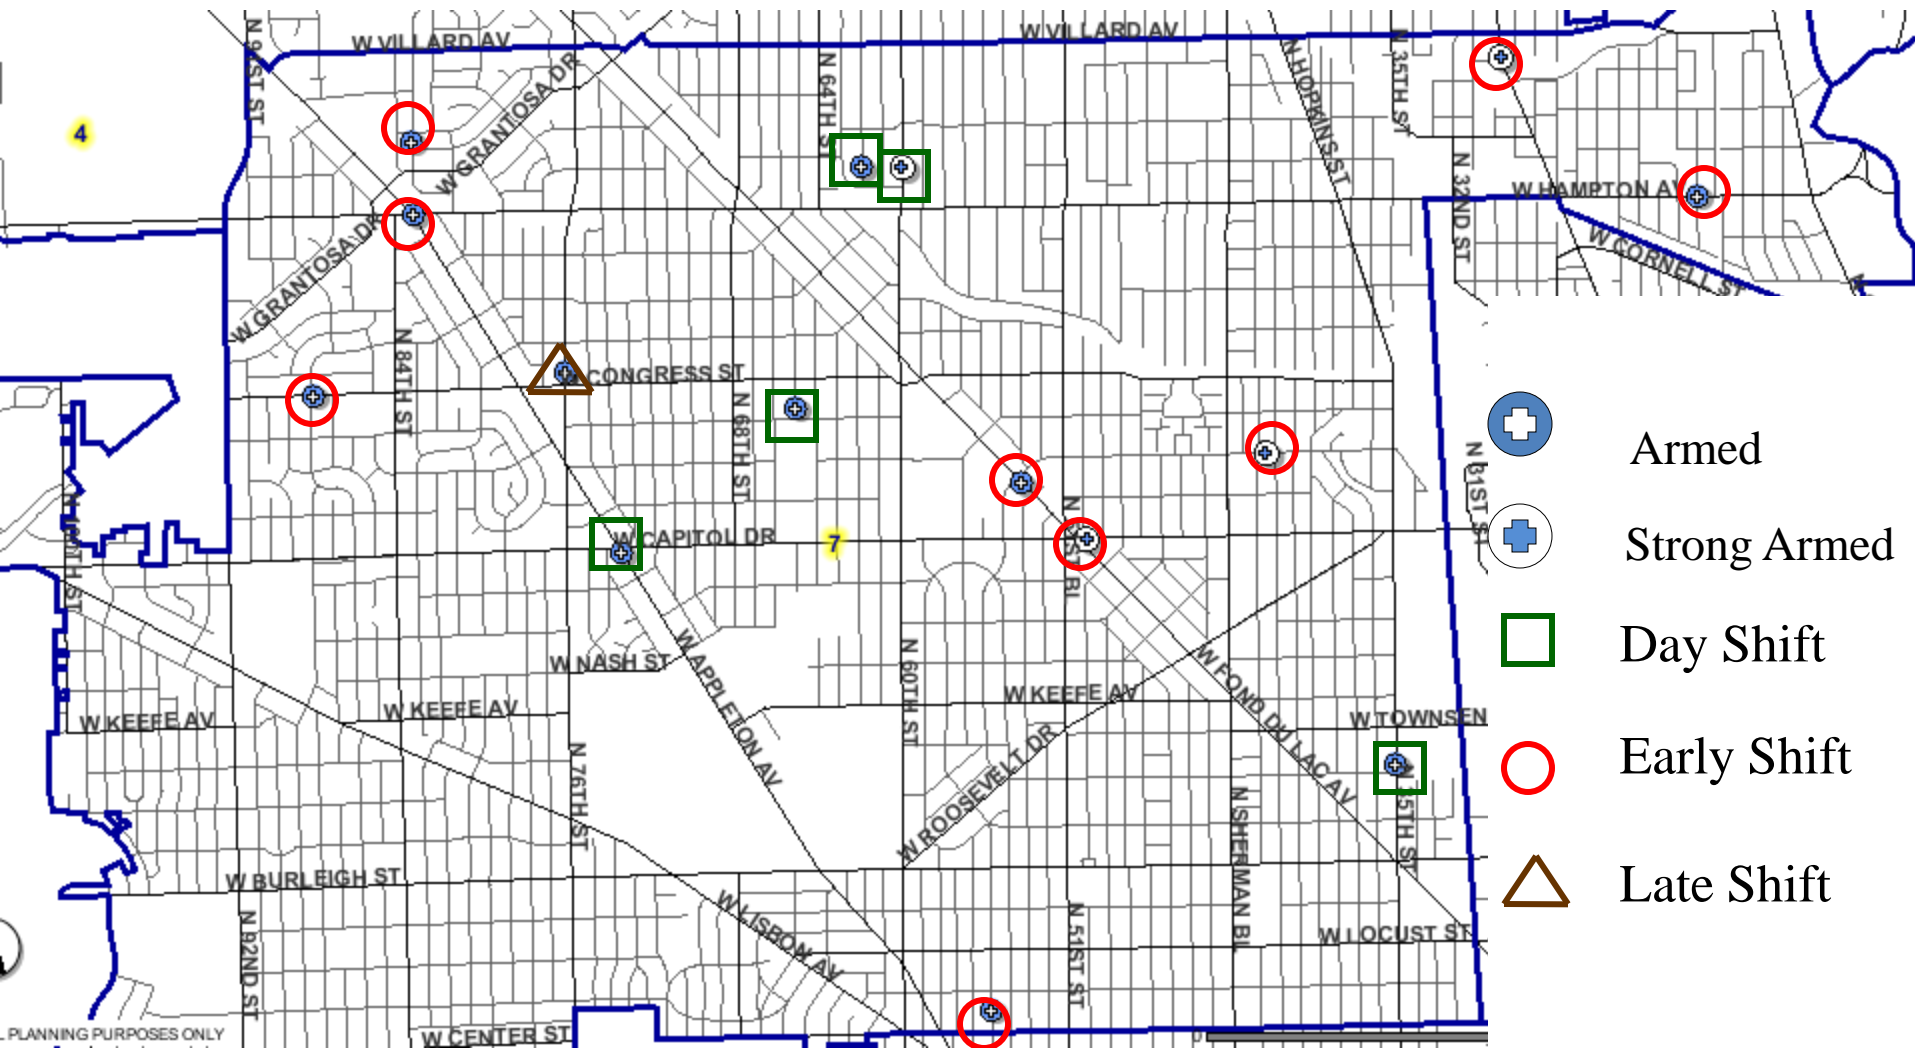 W VILLARD AV
W VILLARD AV
N 91ST ST
W GRANTOSA DR
N 64TH ST
N HOPKINS ST
N 35TH ST
4
N 32ND ST
W HAMPTON AV
W CORNELL ST
W GRANTOSA DR
N 84TH ST
CONGRESS ST
N 68TH ST
Armed
N 31ST ST
Strong Armed
W CAPITOL DR
7
Day Shift
W NASH ST
W APPLETON AV
N 60TH ST
W KEEFE AV
W FOND DU LAC AV
W KEEFE AV
W KEEFE AV
W TOWNSEN
Early Shift
N 76TH ST
W ROOSEVELT DR
N SHERMAN BL
35TH ST
W BURLEIGH ST
Late Shift
W LISBON AV
N 92ND ST
N 51ST ST
W LOCUST ST
PLANNING PURPOSES ONLY
W CENTER ST
0